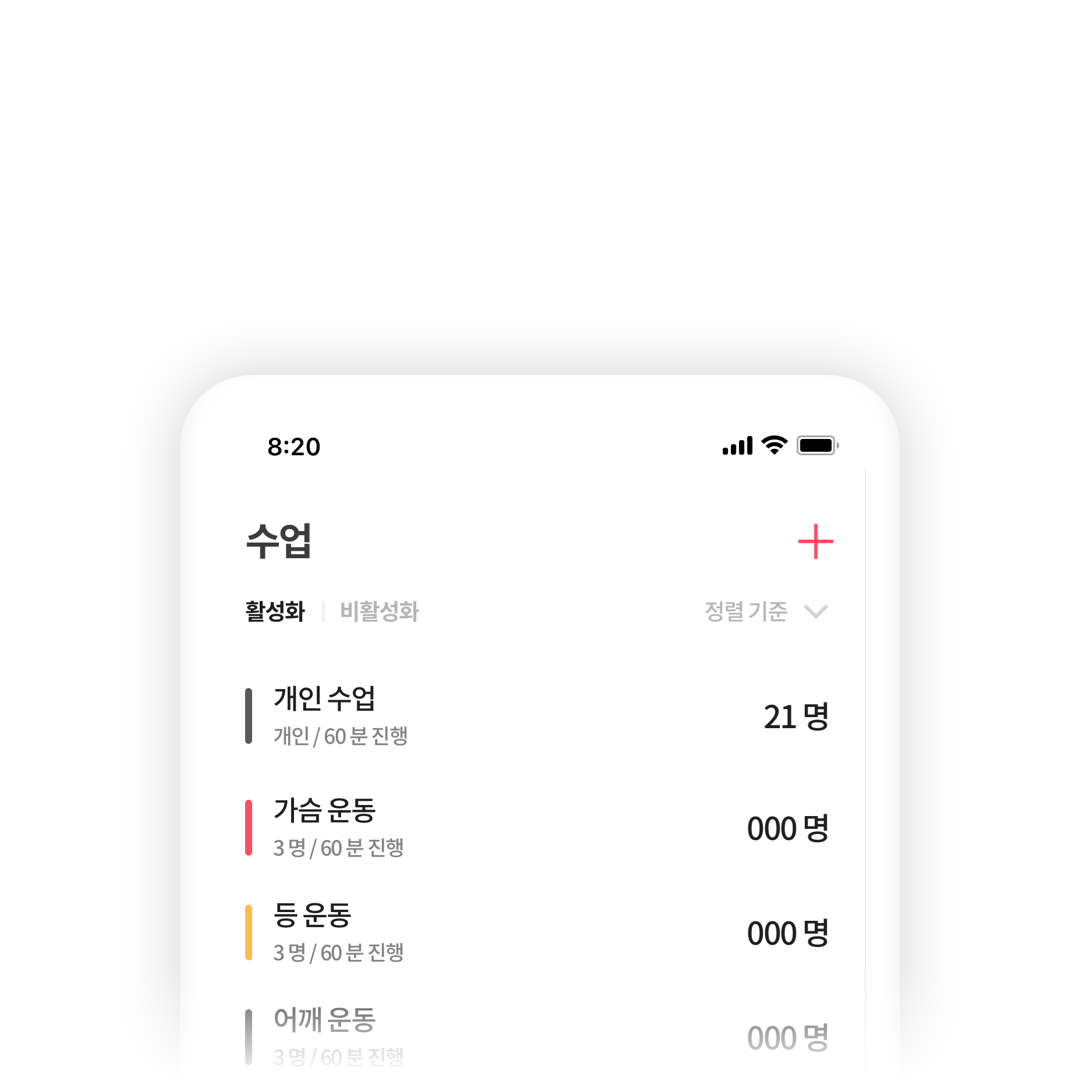 8:20
수업
활성화 | 비활성화 정렬 기준
개인 수업
개인 / 60 분 진행
21 명
가슴 운동
3 명 / 60 분 진행
000 명
등 운동
3 명 / 60 분 진행
000 명
어깨 운동
3 명 / 60 분 진행
000 명